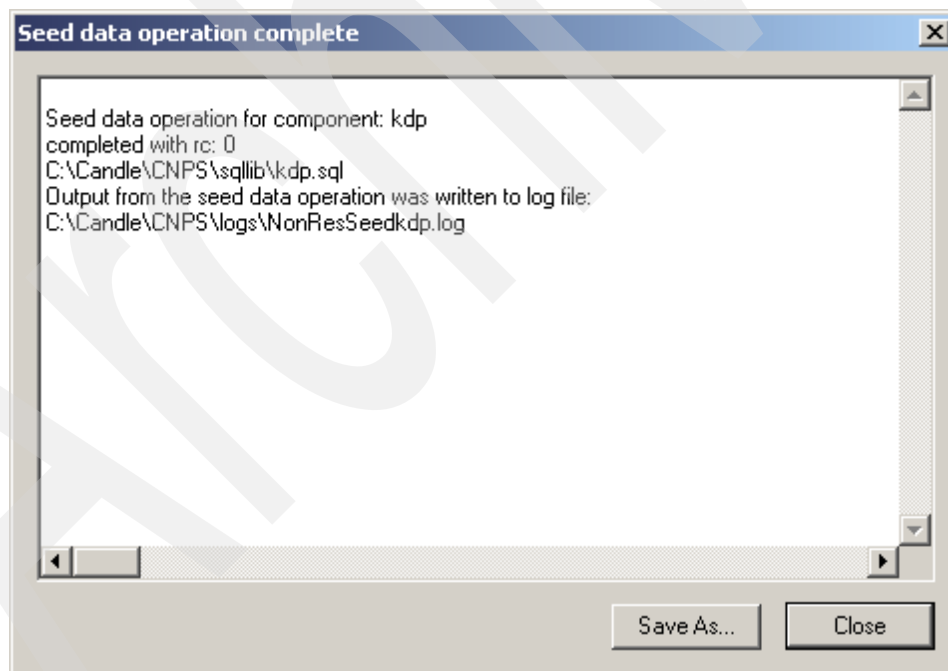 Seed data operation complete
Seed data operation for component: kdp
completed with rc: 0
C:\Candle\CNPS\sqllib\kdp.sql
Output from the seed data operation was written to log file:
C:\Candle\CNPS\logs\NonResSeedkdp.log
Save As...
Close